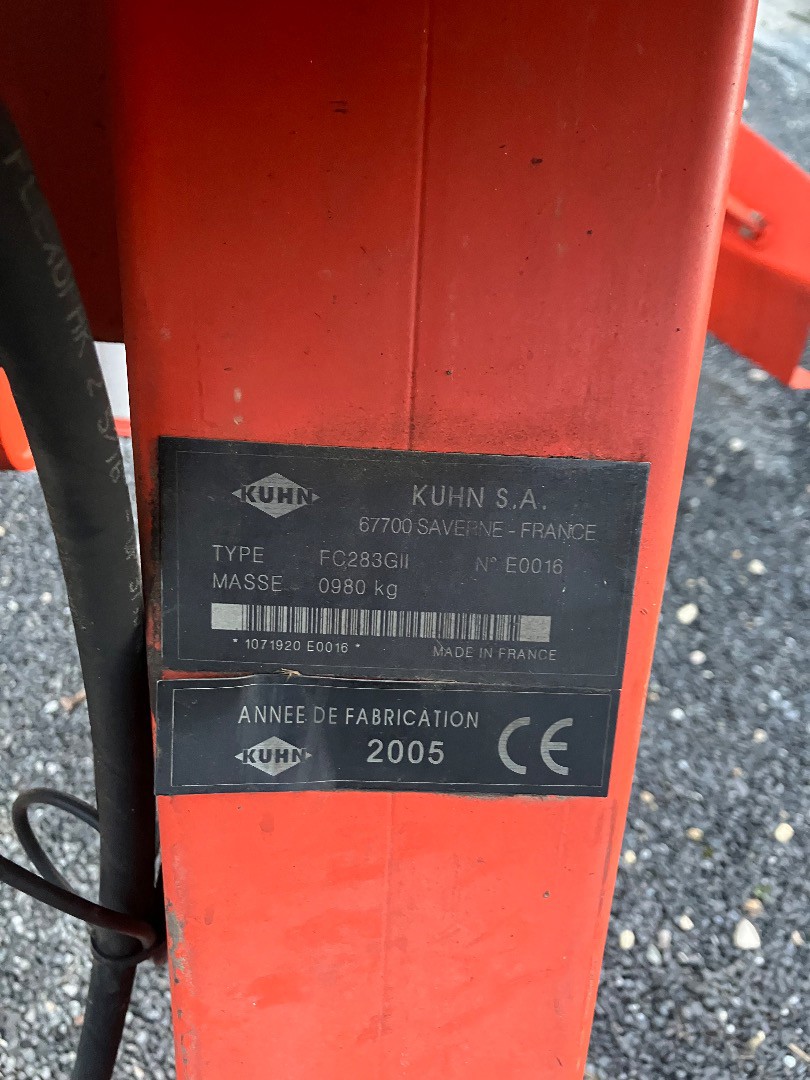 KUHN KUHN S.A.
67700 SAVERNE - FRANCE
TYPE FC283GII N° E0016
MASSE 0980 kg
* 1071920 E0016 * MADE IN FRANCE
ANNEE DE FABRICATION
KUHN 2005 CE